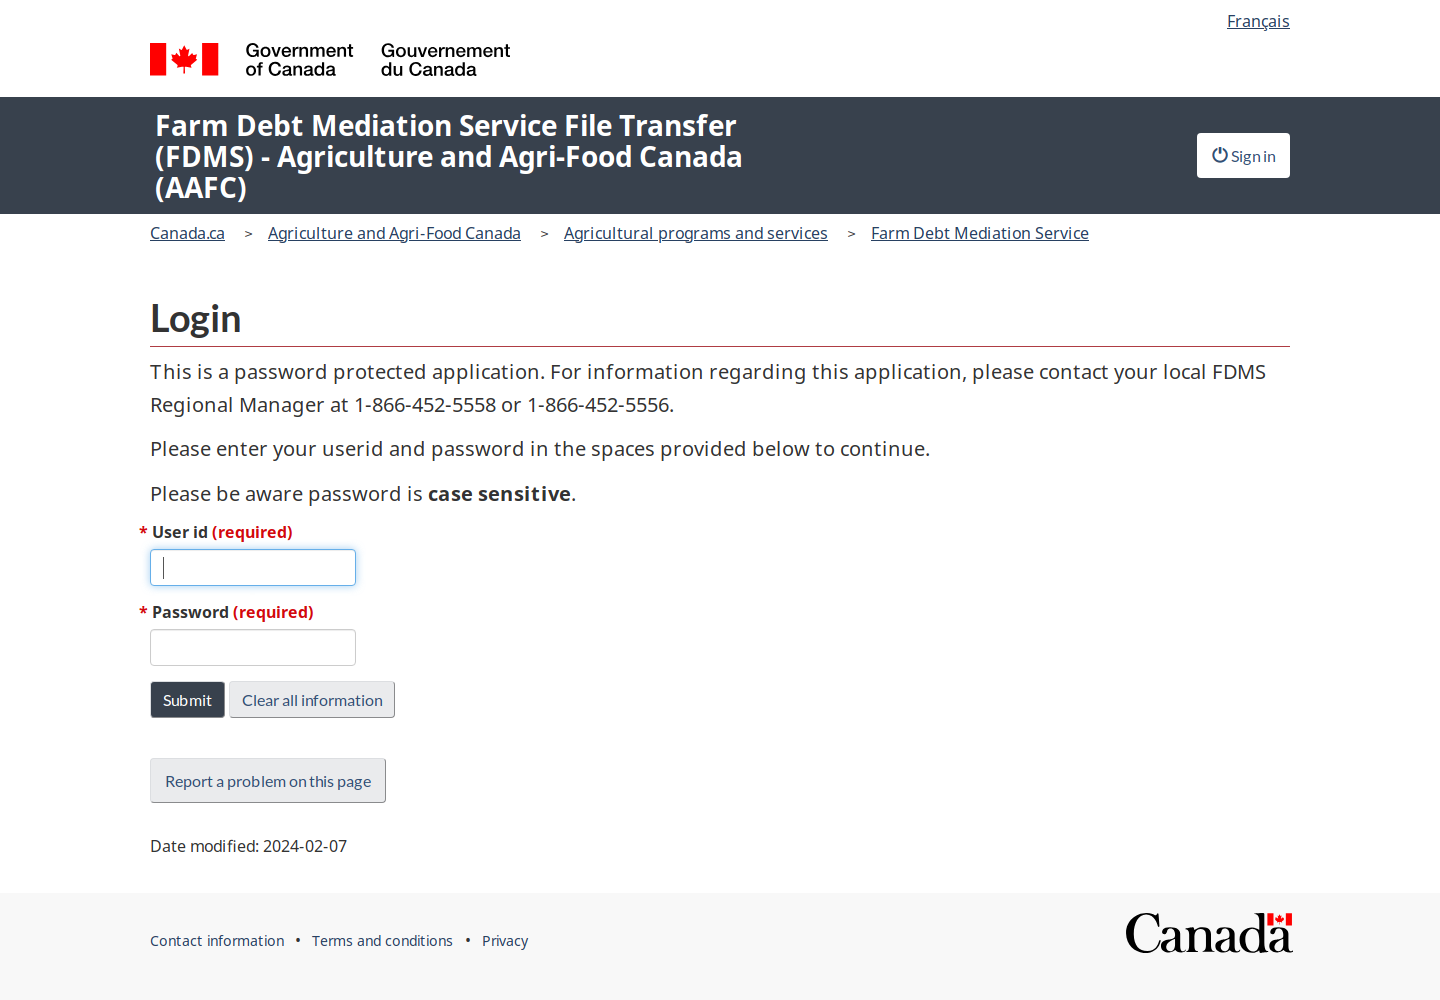 Français
Government of Canada
Gouvernement du Canada
Farm Debt Mediation Service File Transfer
(FDMS) - Agriculture and Agri-Food Canada
(AAFC)
Sign in
Canada.ca > Agriculture and Agri-Food Canada > Agricultural programs and services > Farm Debt Mediation Service
Login
This is a password protected application. For information regarding this application, please contact your local FDMS
Regional Manager at 1-866-452-5558 or 1-866-452-5556.
Please enter your userid and password in the spaces provided below to continue.
Please be aware password is case sensitive.
* User id (required)
* Password (required)
Submit Clear all information
Report a problem on this page
Date modified: 2024-02-07
Contact information • Terms and conditions • Privacy
Canada